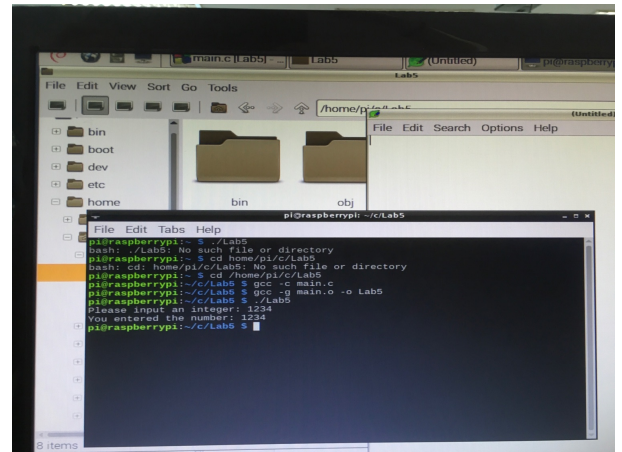 main.c [Lab5] - ...
Lab5
(Untitled)
pi@raspberry
Lab5
File Edit View Sort Go Tools
(Untitled)
File Edit Search Options Help
bin
boot
dev
etc
home
bin
obj
pi@raspberrypi: ~/c/Lab5
File Edit Tabs Help
pi@raspberrypi:~ $ ./Lab5
bash: ./Lab5: No such file or directory
pi@raspberrypi:~ $ cd home/pi/c/Lab5
bash: cd: home/pi/c/Lab5: No such file or directory
pi@raspberrypi:~ $ cd /home/pi/c/Lab5
pi@raspberrypi:~/c/Lab5 $ gcc -c main.c
pi@raspberrypi:~/c/Lab5 $ gcc -g main.o -o Lab5
pi@raspberrypi:~/c/Lab5 $ ./Lab5
Please input an integer: 1234
You entered the number: 1234
pi@raspberrypi:~/c/Lab5 $
8 items